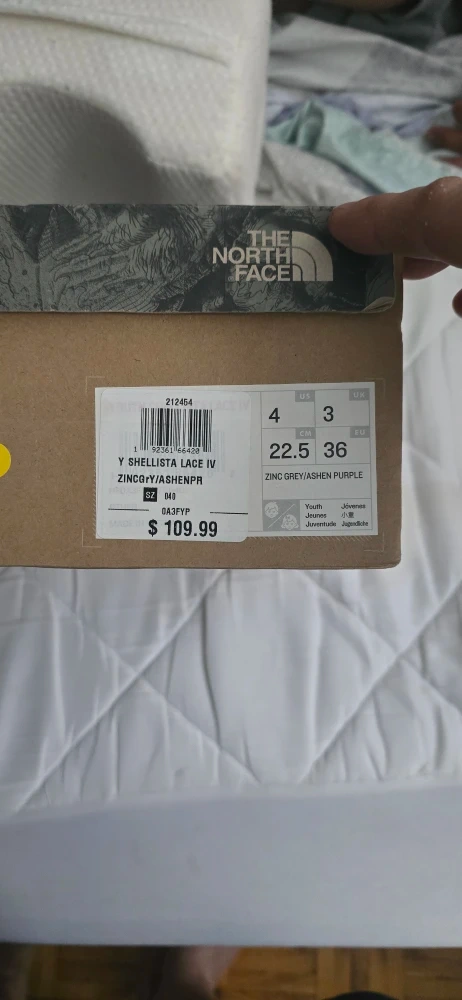 THE
NORTH
FACE
212454
1 92361 66420
Y SHELLISTA LACE IV
ZINCGrY/ASHENPR
SZ 040
0A3FYP
$ 109.99
US
4
UK
3
CM
22.5
EU
36
ZINC GREY/ASHEN PURPLE
Youth Jóvenes
Jeunes 小童
Juventude Jugendliche